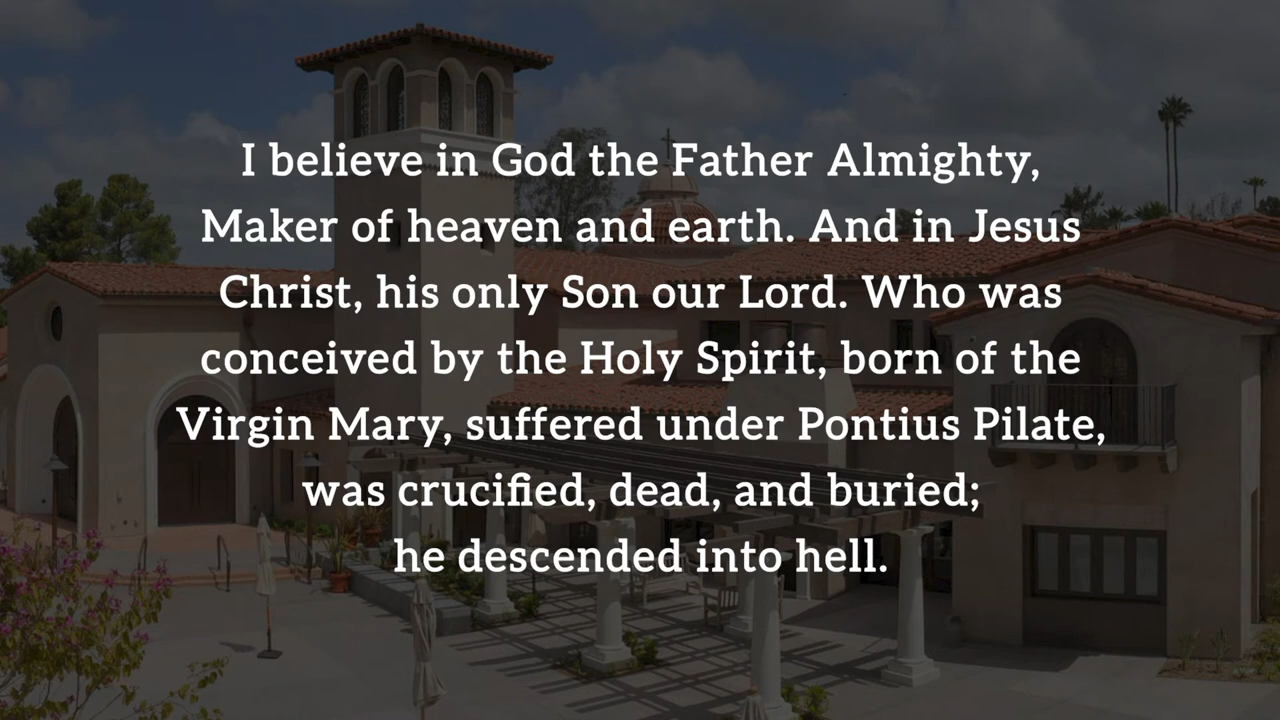 I believe in God the Father Almighty,
Maker of heaven and earth. And in Jesus
Christ, his only Son our Lord. Who was
conceived by the Holy Spirit, born of the
Virgin Mary, suffered under Pontius Pilate,
was crucified, dead, and buried;
he descended into hell.